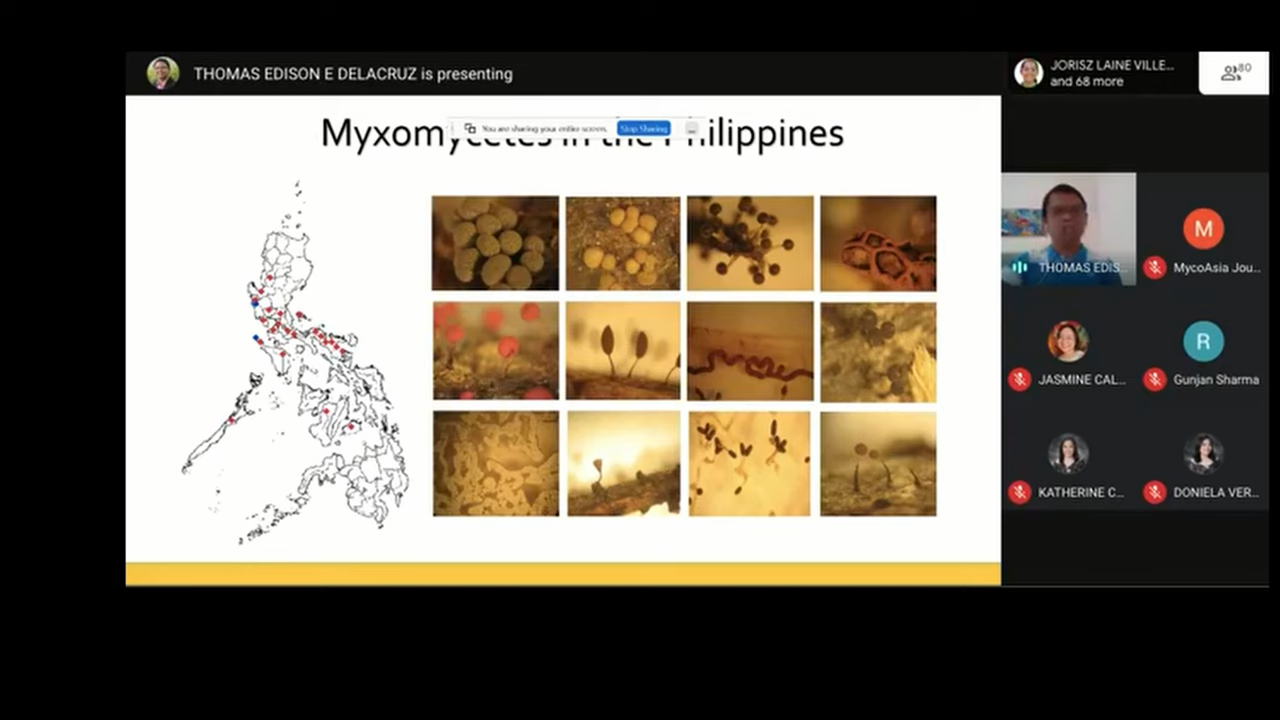 THOMAS EDISON E DELACRUZ is presenting
JORISZ LAINE VILLE...
and 68 more
80
Myxomycetes in the Philippines
You are sharing your entire screen.
Stop Sharing
THOMAS EDIS...
M
MycoAsia Jou...
JASMINE CAL...
R
Gunjan Sharma
KATHERINE C...
DONIELA VER...